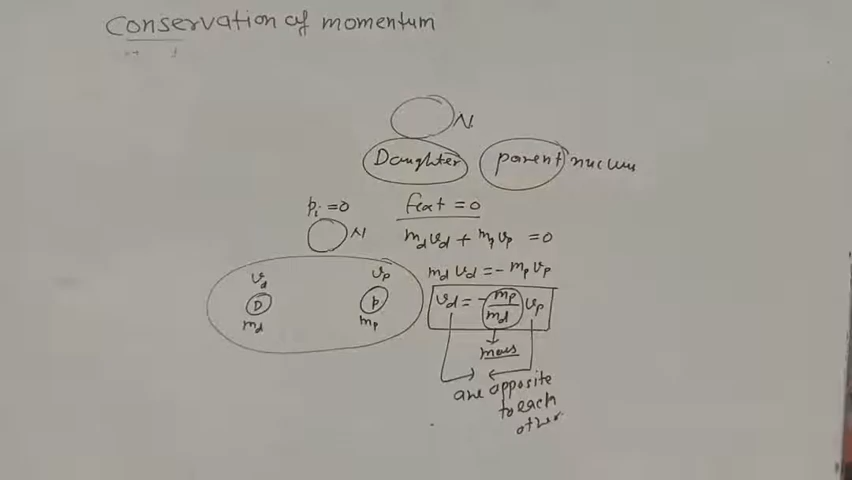 Conservation of momentum
N
Daughter parent nucleus
pi = 0 fext = 0
N
md vd + mp vp = 0
md vd = - mp vp
vd vp
vd = - mp/md vp
D p
md mp
mass
are opposite
to each
other